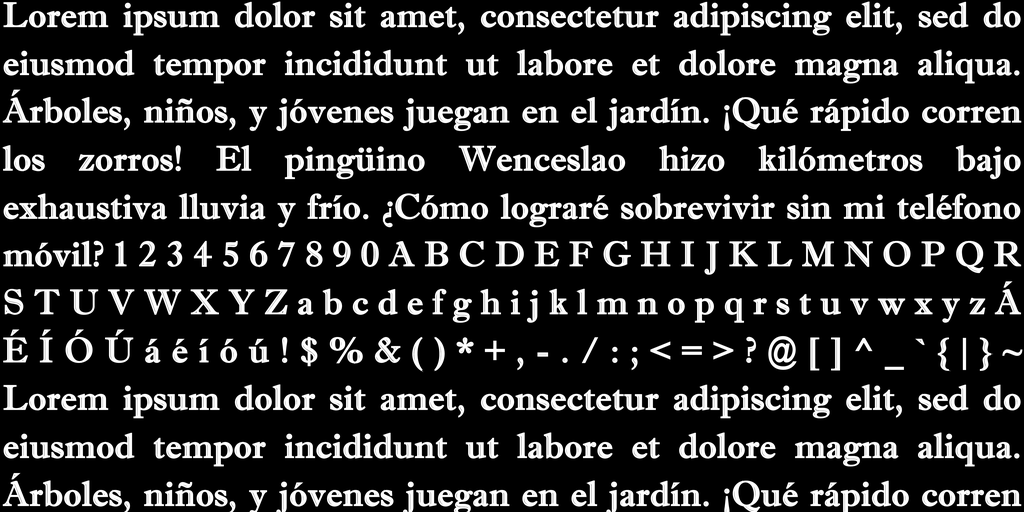 Lorem ipsum dolor sit amet, consectetur adipiscing elit, sed do
eiusmod tempor incididunt ut labore et dolore magna aliqua.
Árboles, niños, y jóvenes juegan en el jardín. ¡Qué rápido corren
los zorros! El pingüino Wenceslao hizo kilómetros bajo
exhaustiva lluvia y frío. ¿Cómo lograré sobrevivir sin mi teléfono
móvil? 1 2 3 4 5 6 7 8 9 0 A B C D E F G H I J K L M N O P Q R
S T U V W X Y Z a b c d e f g h i j k l m n o p q r s t u v w x y z Á
É Í Ó Ú á é í ó ú ! $ % & ( ) * + , - . / : ; < = > ? @ [ ] ^ _ ` { | } ~
Lorem ipsum dolor sit amet, consectetur adipiscing elit, sed do
eiusmod tempor incididunt ut labore et dolore magna aliqua.
Árboles, niños, y jóvenes juegan en el jardín. ¡Qué rápido corren